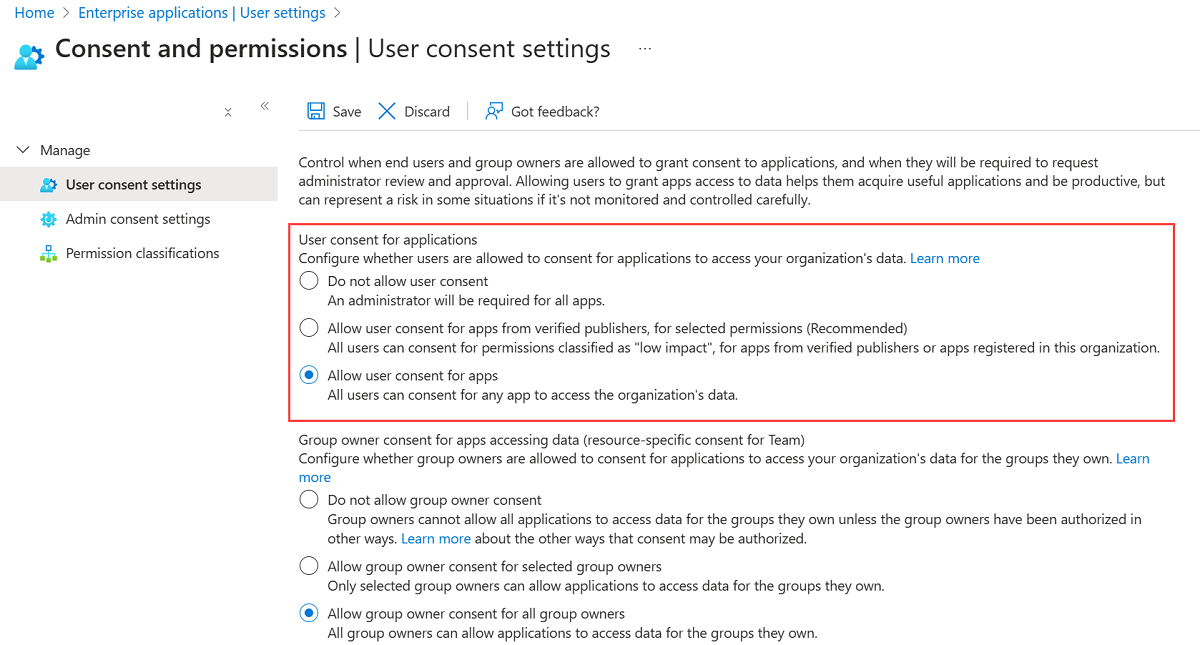 Home > Enterprise applications | User settings >
Consent and permissions | User consent settings ...
Save Discard | Got feedback?
Manage
User consent settings
Admin consent settings
Permission classifications
Control when end users and group owners are allowed to grant consent to applications, and when they will be required to request
administrator review and approval. Allowing users to grant apps access to data helps them acquire useful applications and be productive, but
can represent a risk in some situations if it's not monitored and controlled carefully.
User consent for applications
Configure whether users are allowed to consent for applications to access your organization's data. Learn more
Do not allow user consent
An administrator will be required for all apps.
Allow user consent for apps from verified publishers, for selected permissions (Recommended)
All users can consent for permissions classified as "low impact", for apps from verified publishers or apps registered in this organization.
Allow user consent for apps
All users can consent for any app to access the organization's data.
Group owner consent for apps accessing data (resource-specific consent for Team)
Configure whether group owners are allowed to consent for applications to access your organization's data for the groups they own. Learn
more
Do not allow group owner consent
Group owners cannot allow all applications to access data for the groups they own unless the group owners have been authorized in
other ways. Learn more about the other ways that consent may be authorized.
Allow group owner consent for selected group owners
Only selected group owners can allow applications to access data for the groups they own.
Allow group owner consent for all group owners
All group owners can allow applications to access data for the groups they own.